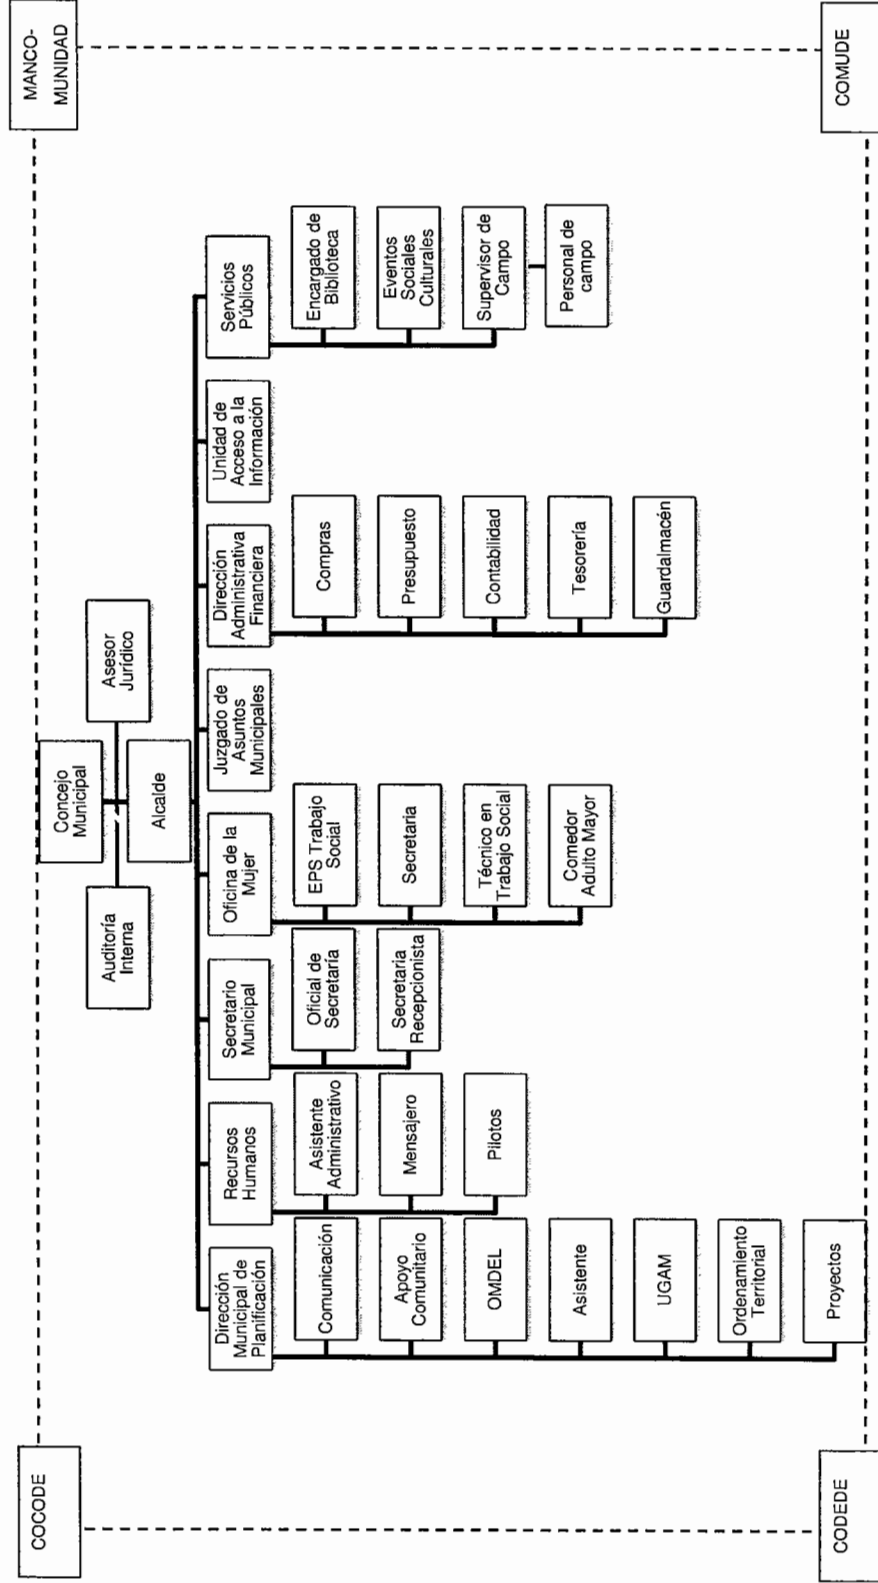 COCODE
MANCO-
MUNIDAD
Concejo
Municipal
Auditoría
Interna
Asesor
Jurídico
Alcalde
Dirección
Municipal de
Planificación
Comunicación
Apoyo
Comunitario
OMDEL
Asistente
UGAM
Ordenamiento
Territorial
Proyectos
Recursos
Humanos
Asistente
Administrativo
Mensajero
Pilotos
Secretario
Municipal
Oficial de
Secretaría
Secretaria
Recepcionista
Oficina de la
Mujer
EPS Trabajo
Social
Secretaria
Técnico en
Trabajo Social
Comedor
Adulto Mayor
Juzgado de
Asuntos
Municipales
Dirección
Administrativa
Financiera
Compras
Presupuesto
Contabilidad
Tesorería
Guardalmacén
Unidad de
Acceso a la
Información
Servicios
Públicos
Encargado de
Biblioteca
Eventos
Sociales
Culturales
Supervisor de
Campo
Personal de
campo
CODEDE
COMUDE